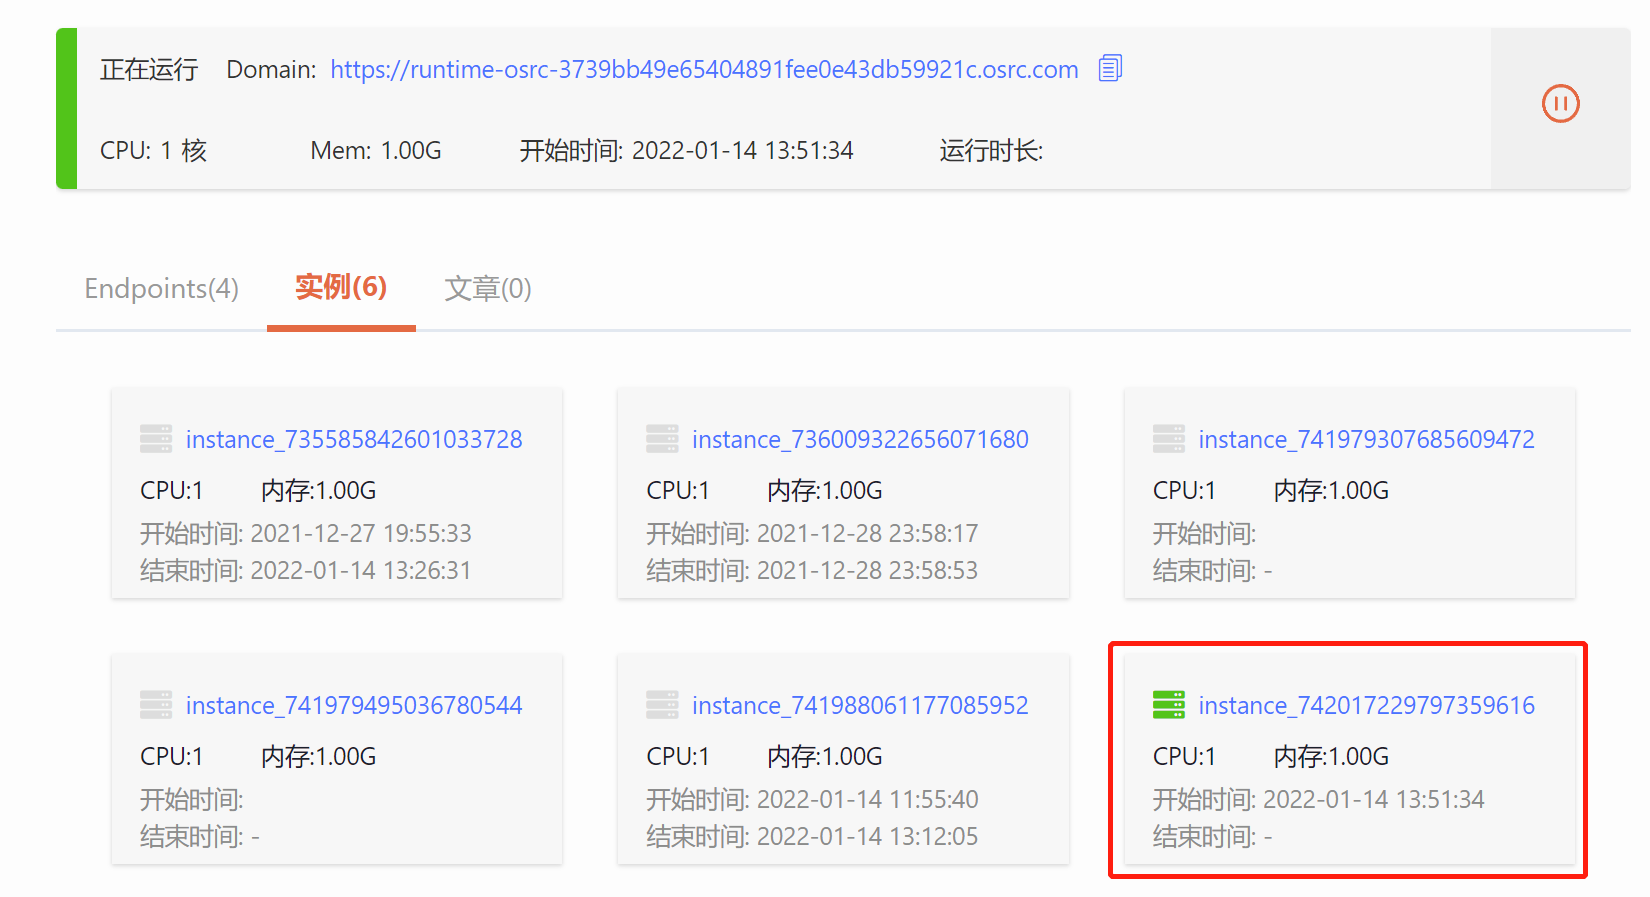 正在运行 Domain: https://runtime-osrc-3739bb49e65404891fee0e43db59921c.osrc.com
CPU: 1 核 Mem: 1.00G 开始时间: 2022-01-14 13:51:34 运行时长:
Endpoints(4) 实例(6) 文章(0)
instance_735585842601033728
CPU:1 内存:1.00G
开始时间: 2021-12-27 19:55:33
结束时间: 2022-01-14 13:26:31
instance_736009322656071680
CPU:1 内存:1.00G
开始时间: 2021-12-28 23:58:17
结束时间: 2021-12-28 23:58:53
instance_741979307685609472
CPU:1 内存:1.00G
开始时间:
结束时间: -
instance_741979495036780544
CPU:1 内存:1.00G
开始时间:
结束时间: -
instance_741988061177085952
CPU:1 内存:1.00G
开始时间: 2022-01-14 11:55:40
结束时间: 2022-01-14 13:12:05
instance_742017229797359616
CPU:1 内存:1.00G
开始时间: 2022-01-14 13:51:34
结束时间: -